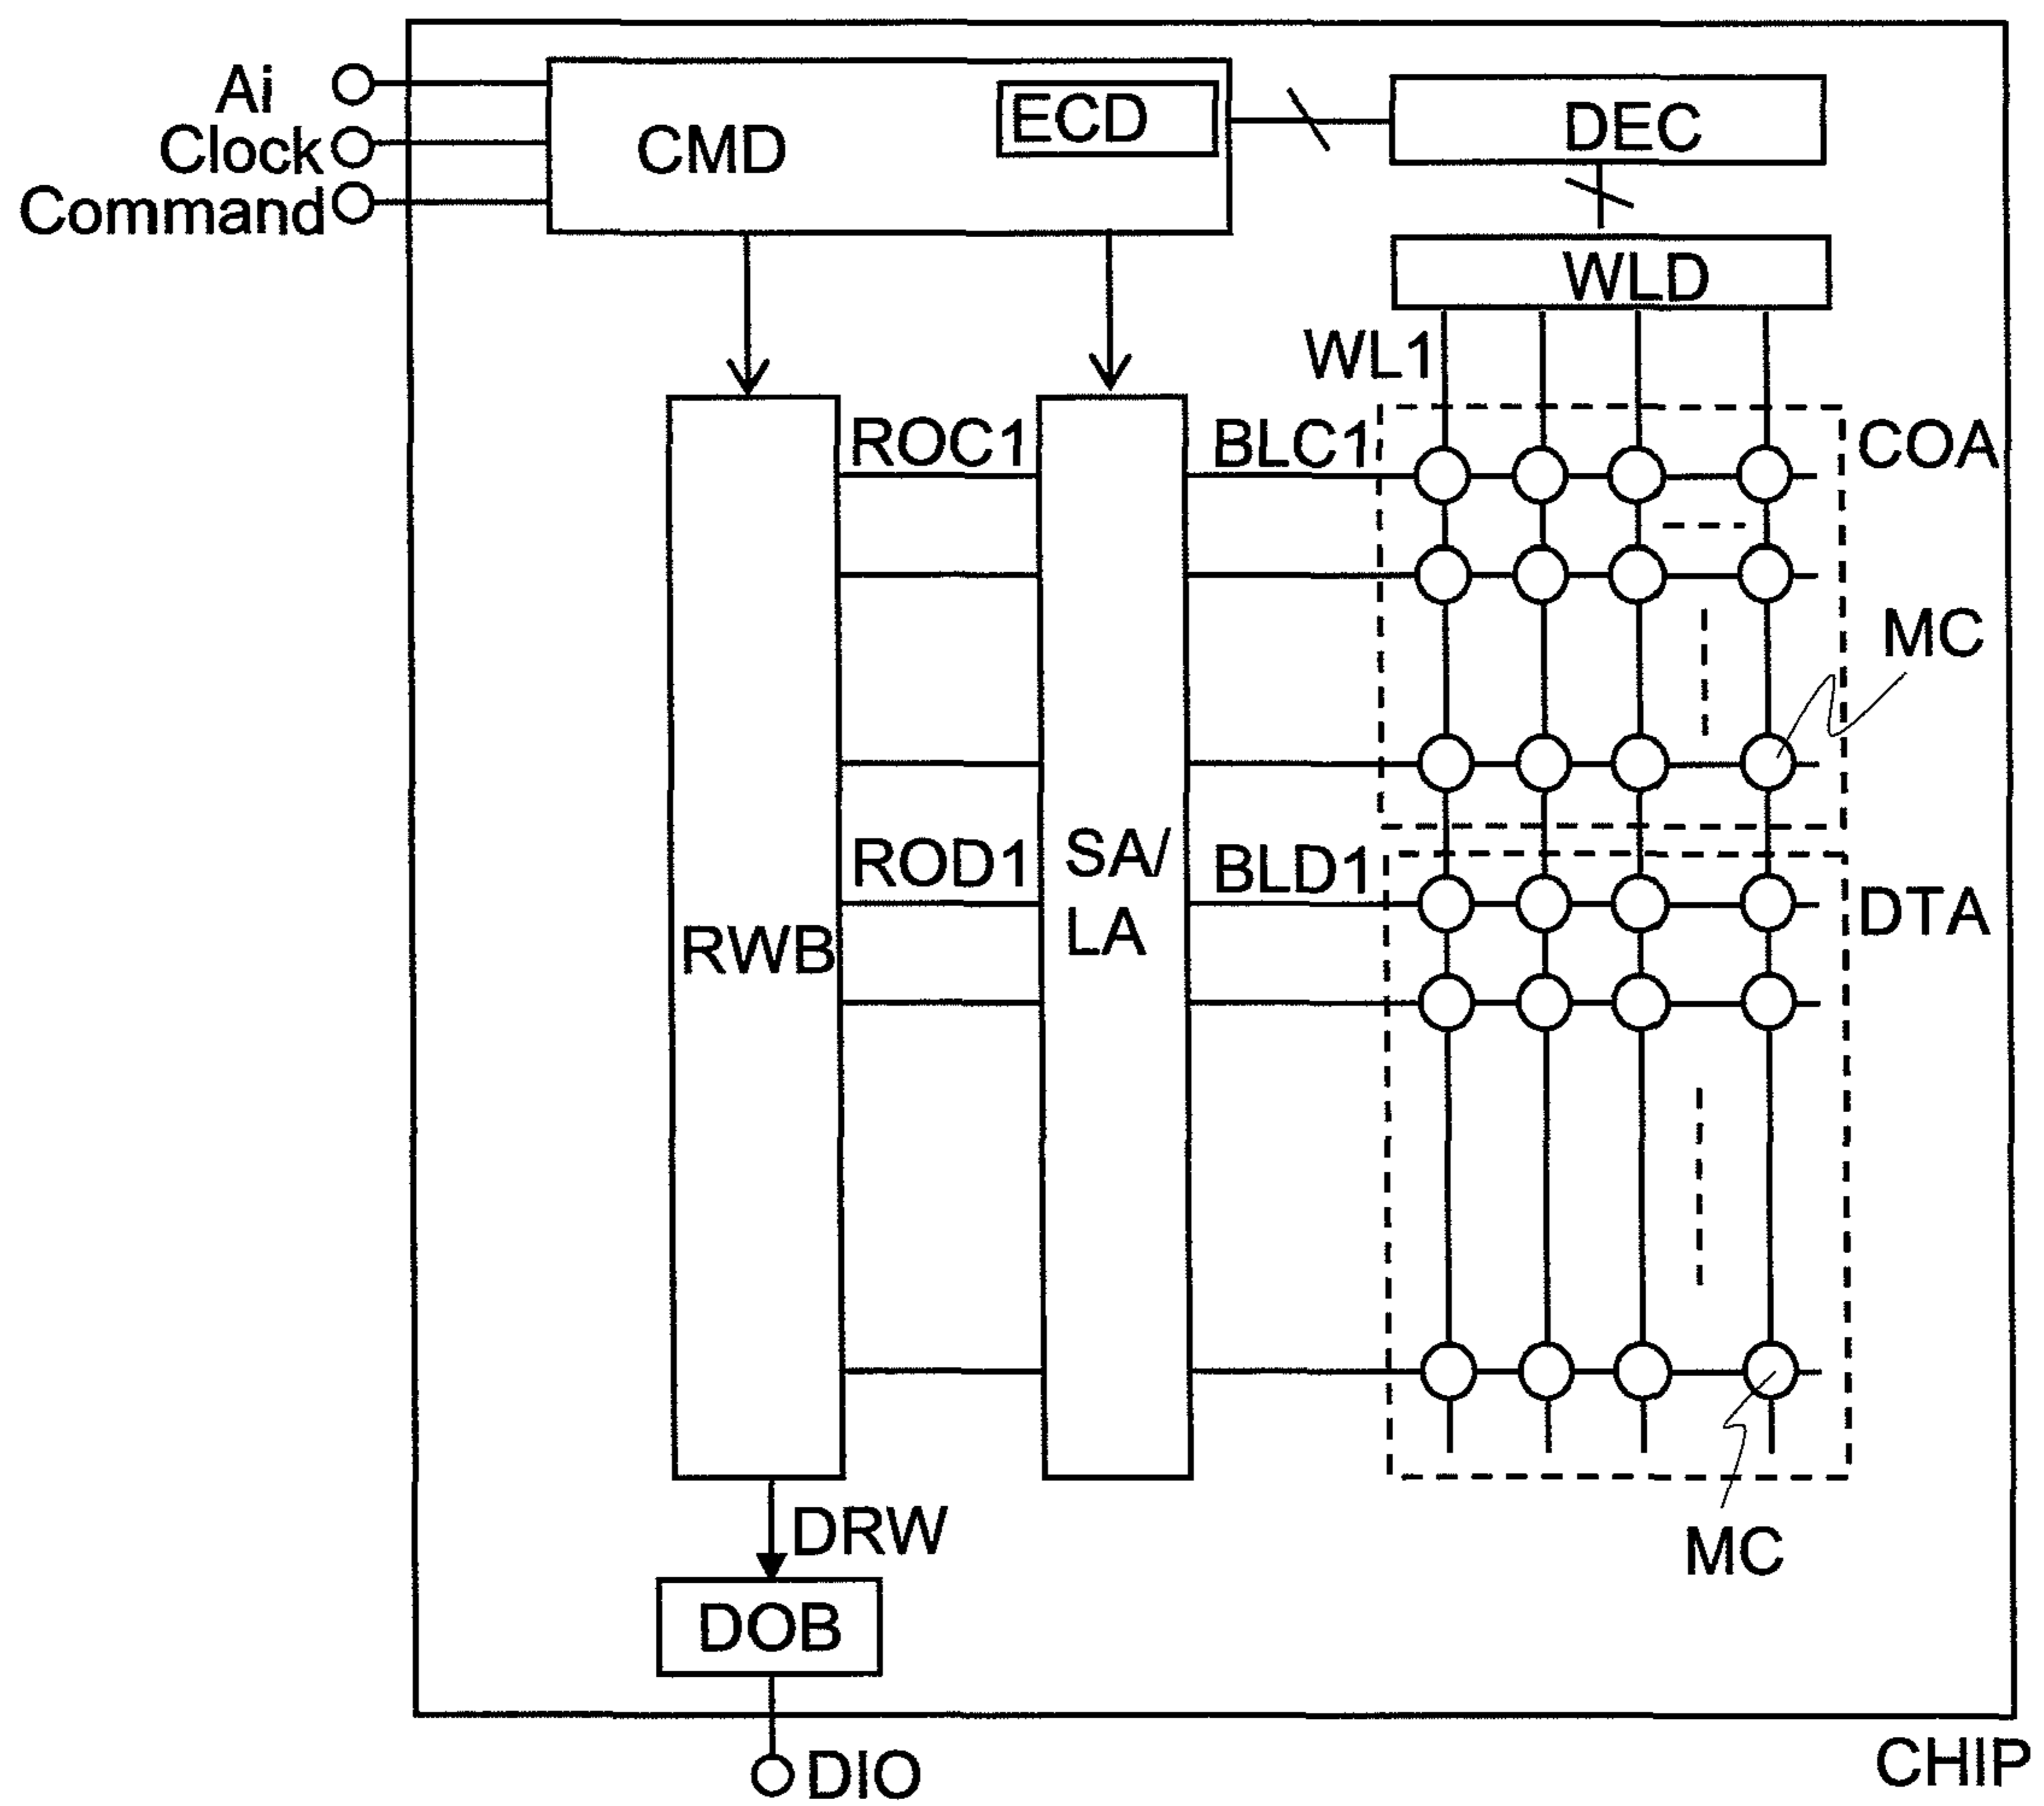 Ai
Clock
Command
CMD
ECD
DEC
WLD
WL1
ROC1
BLC1
COA
MC
ROD1
SA/
LA
BLD1
DTA
RWB
DRW
MC
DOB
DIO
CHIP